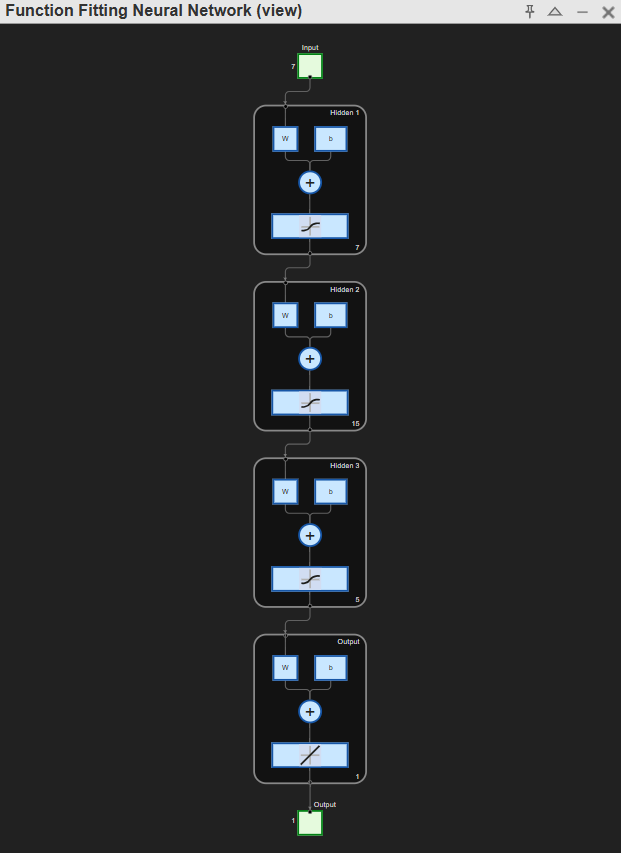 Function Fitting Neural Network (view)
Input
7
Hidden 1
W b
+
7
Hidden 2
W b
+
15
Hidden 3
W b
+
5
Output
W b
+
1
Output
1